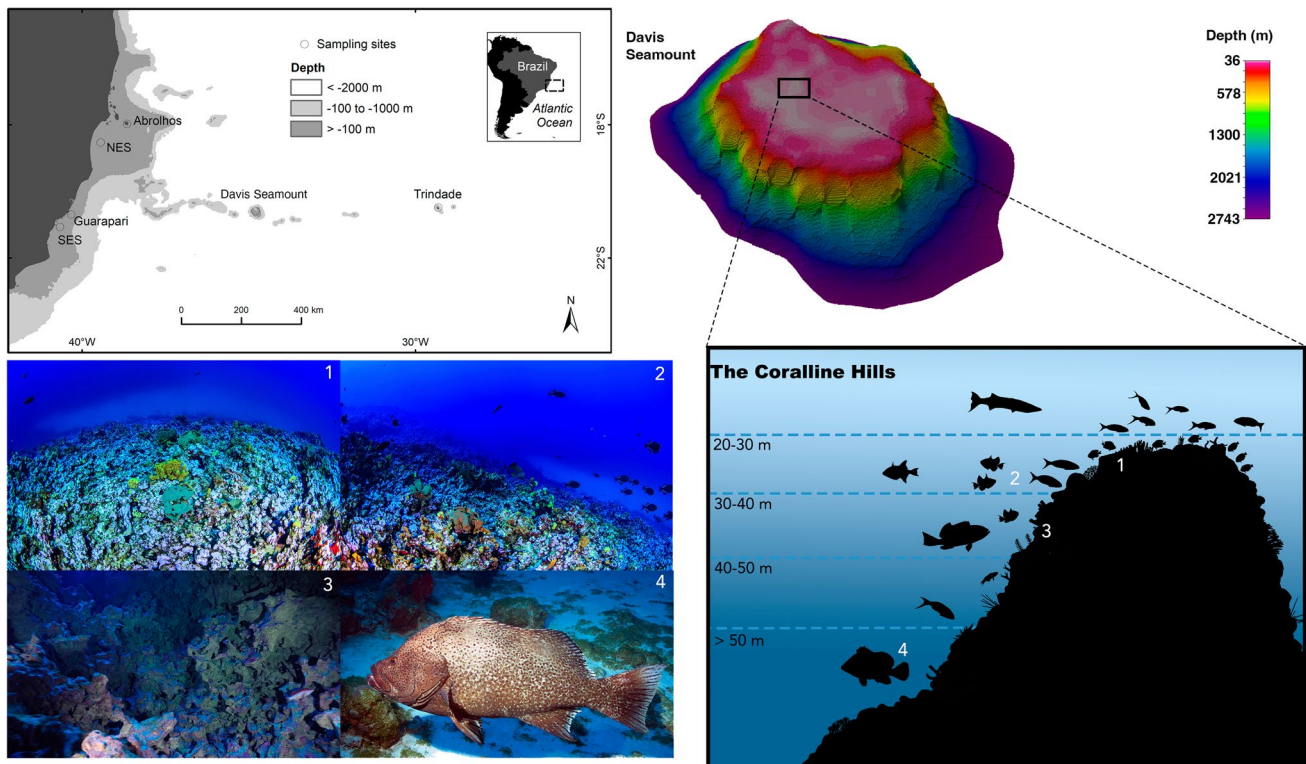 Sampling sites
Depth
< -2000 m
-100 to -1000 m
> -100 m
Brazil
Atlantic
Ocean
Abrolhos
NES
18°S
Davis Seamount
Trindade
Guarapari
SES
22°S
N
0 200 400 km
40°W
30°W
Davis
Seamount
Depth (m)
36
578
1300
2021
2743
1
2
3
4
The Coralline Hills
20-30 m
1
2
30-40 m
3
40-50 m
> 50 m
4